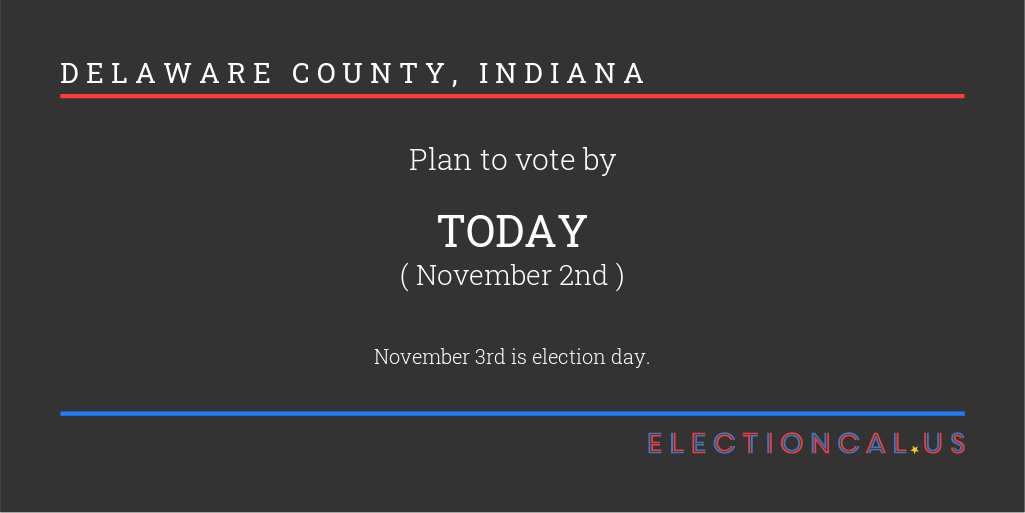 DELAWARE COUNTY, INDIANA
Plan to vote by
TODAY
( November 2nd )
November 3rd is election day.
ELECTIONCAL★US